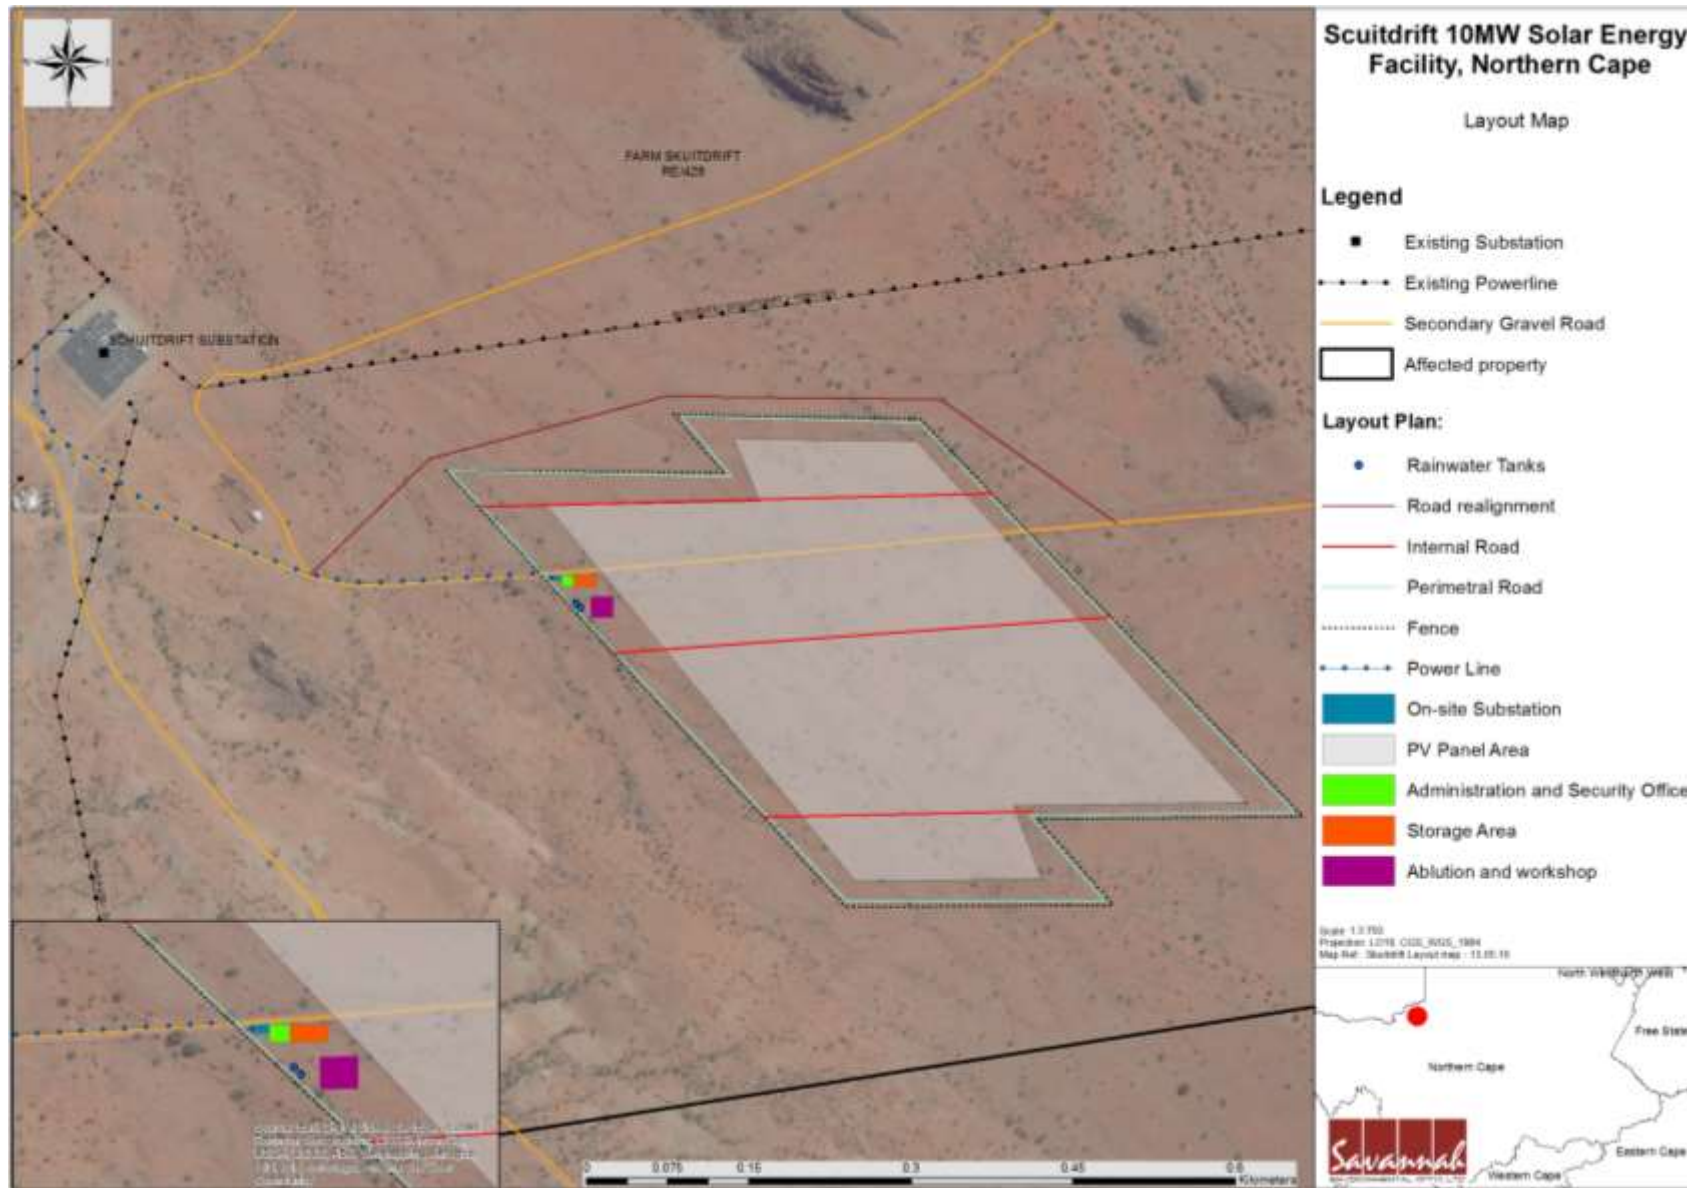 Scuitdrift 10MW Solar Energy
Facility, Northern Cape
Layout Map
Legend
Existing Substation
Existing Powerline
Secondary Gravel Road
Affected property
Layout Plan:
Rainwater Tanks
Road realignment
Internal Road
Perimetral Road
Fence
Power Line
On-site Substation
PV Panel Area
Administration and Security Office
Storage Area
Ablution and workshop
FARM SKUITDRIFT
RE/429
SCHUITDRIFT SUBSTATION
0 0.075 0.15 0.3 0.45 0.6
Kilometers
Northern Cape
Free State
Eastern Cape
Western Cape
Savannah